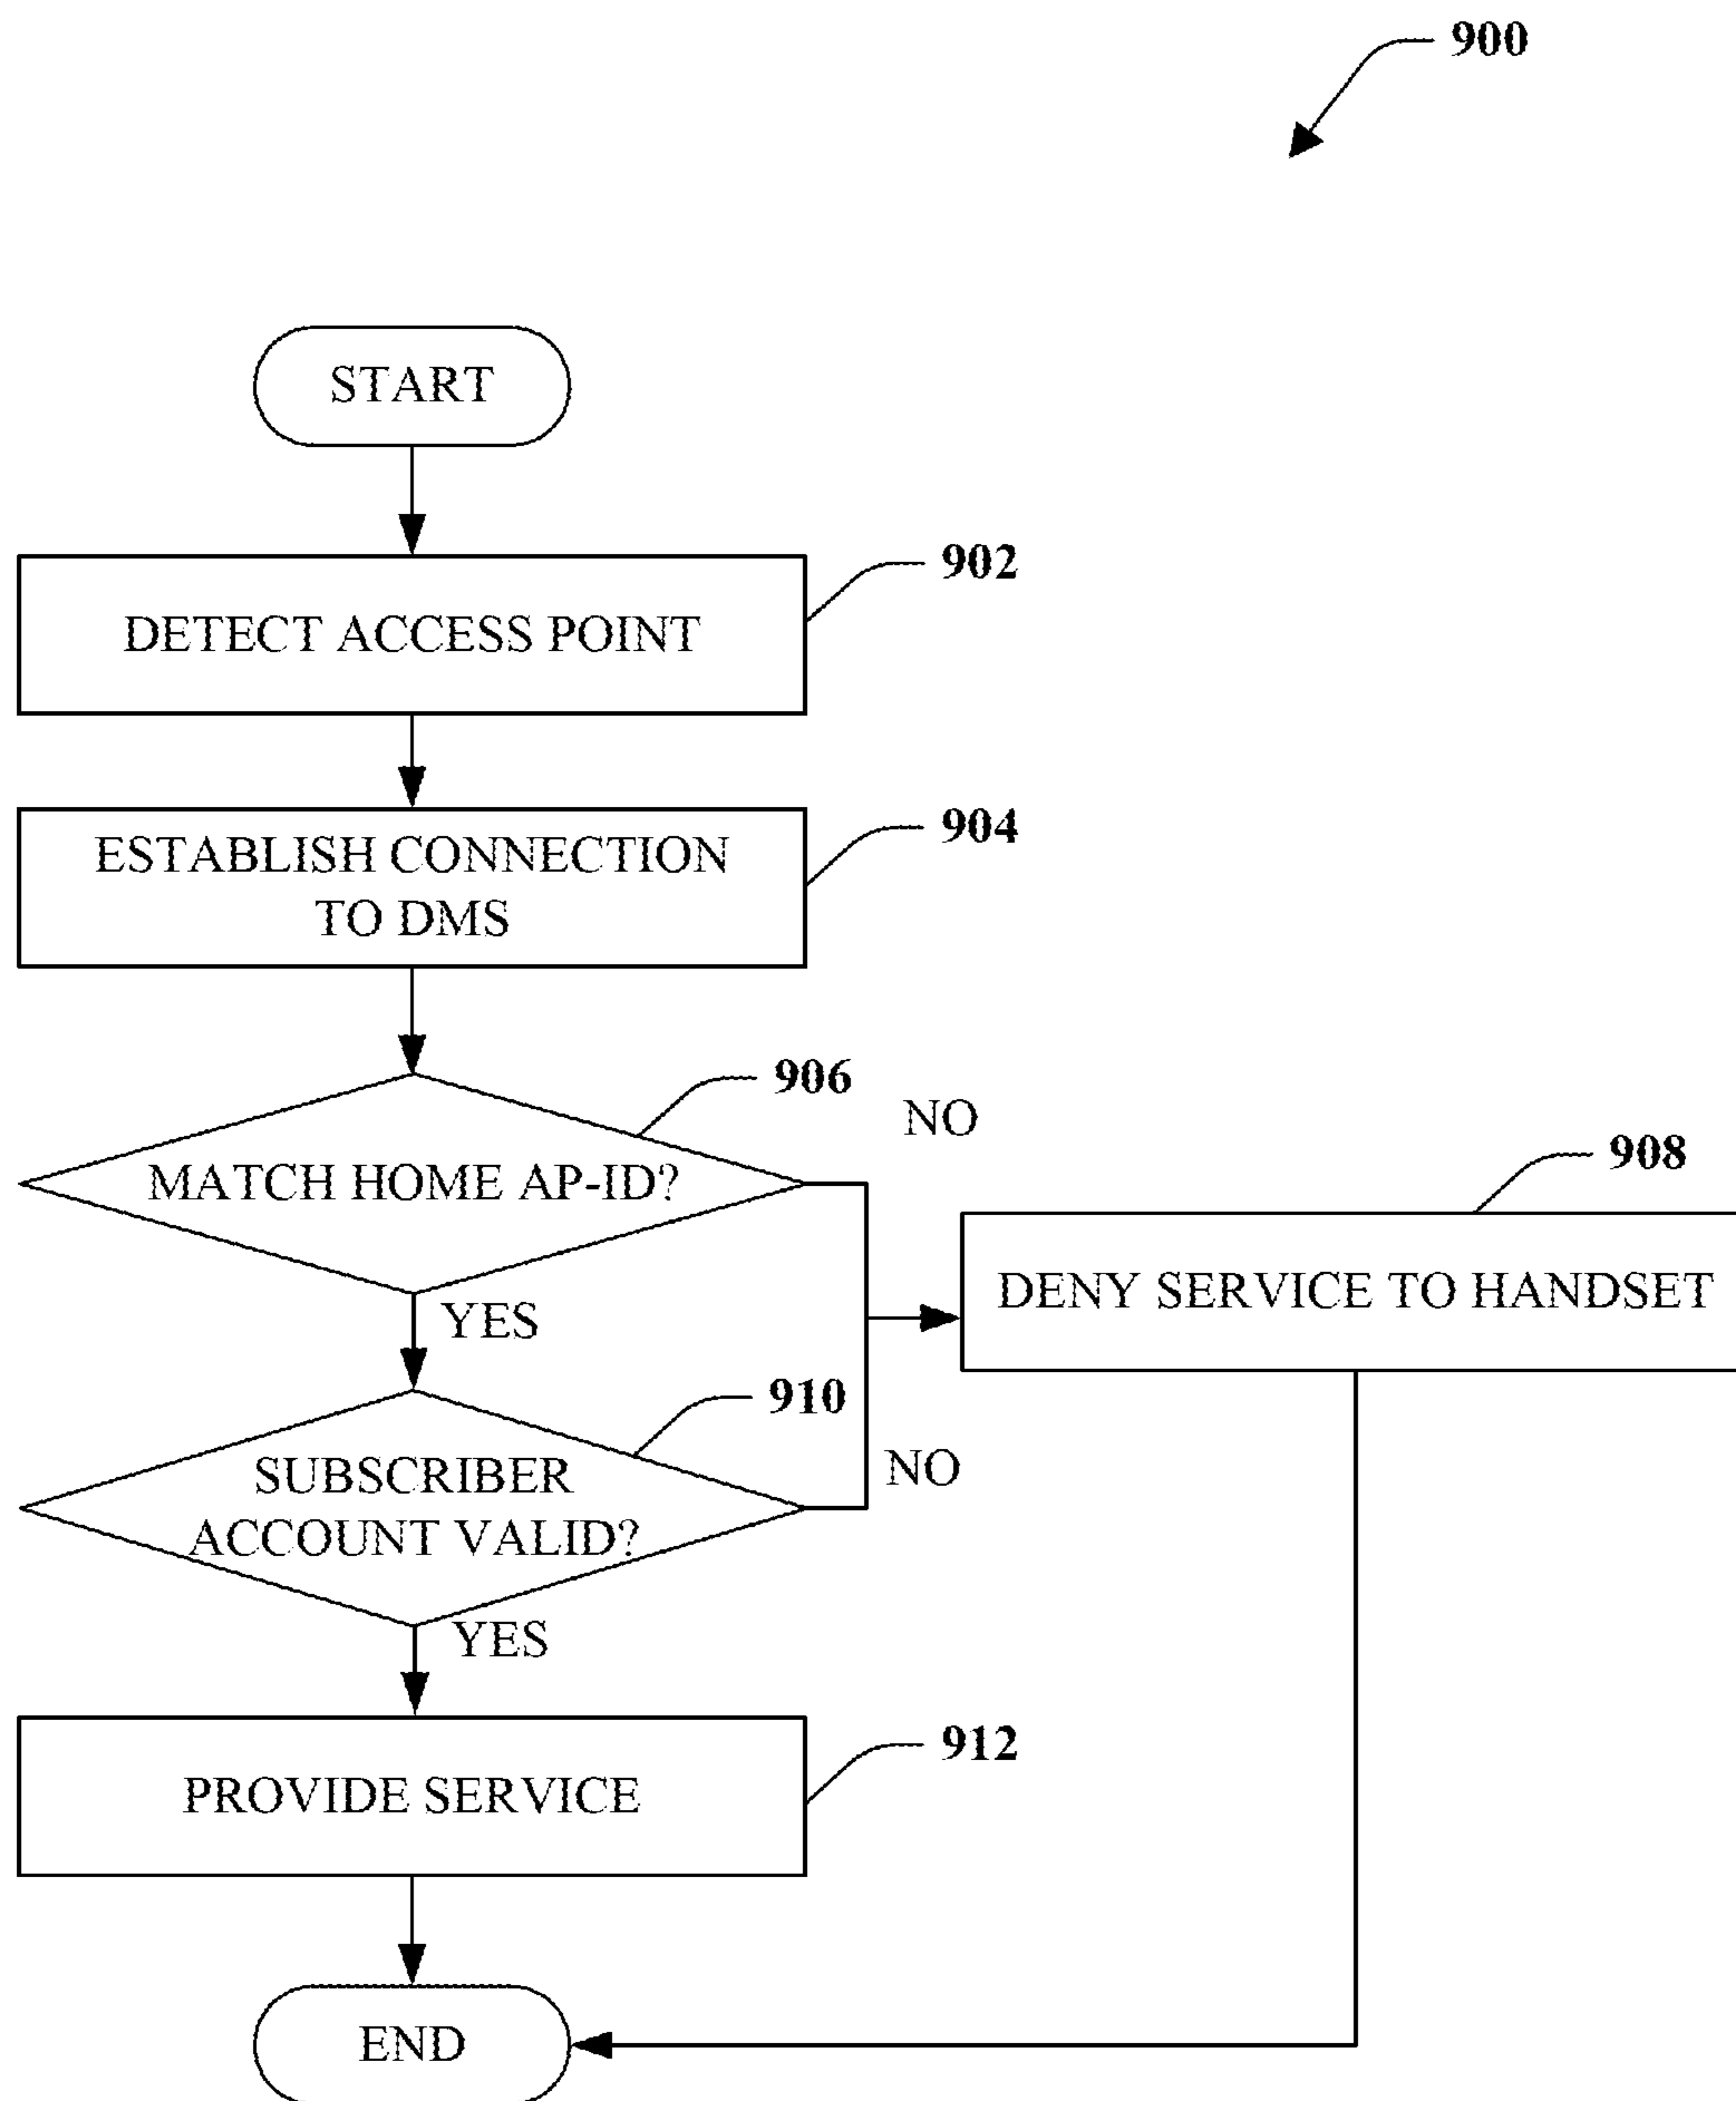 900
START
902
DETECT ACCESS POINT
904
ESTABLISH CONNECTION
TO DMS
906
NO
MATCH HOME AP-ID?
908
DENY SERVICE TO HANDSET
YES
910
SUBSCRIBER
ACCOUNT VALID?
NO
YES
912
PROVIDE SERVICE
END